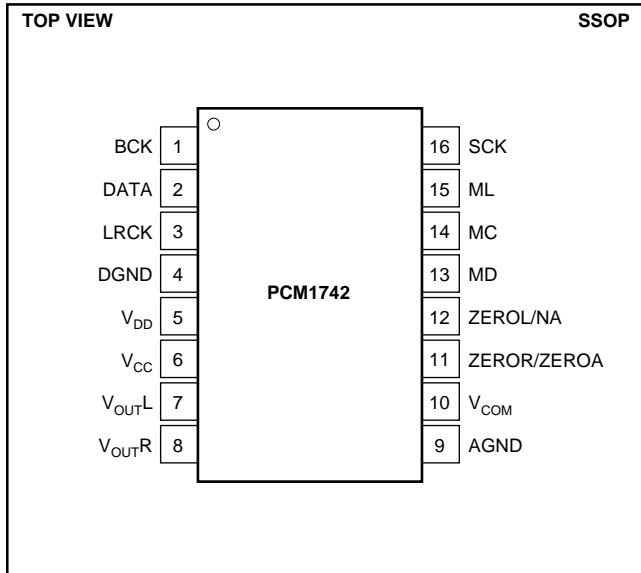 TOP VIEW SSOP
BCK 1
DATA 2
LRCK 3
DGND 4
VDD 5
VCC 6
VOUTL 7
VOUTR 8
PCM1742
16 SCK
15 ML
14 MC
13 MD
12 ZEROL/NA
11 ZEROR/ZEROA
10 VCOM
9 AGND